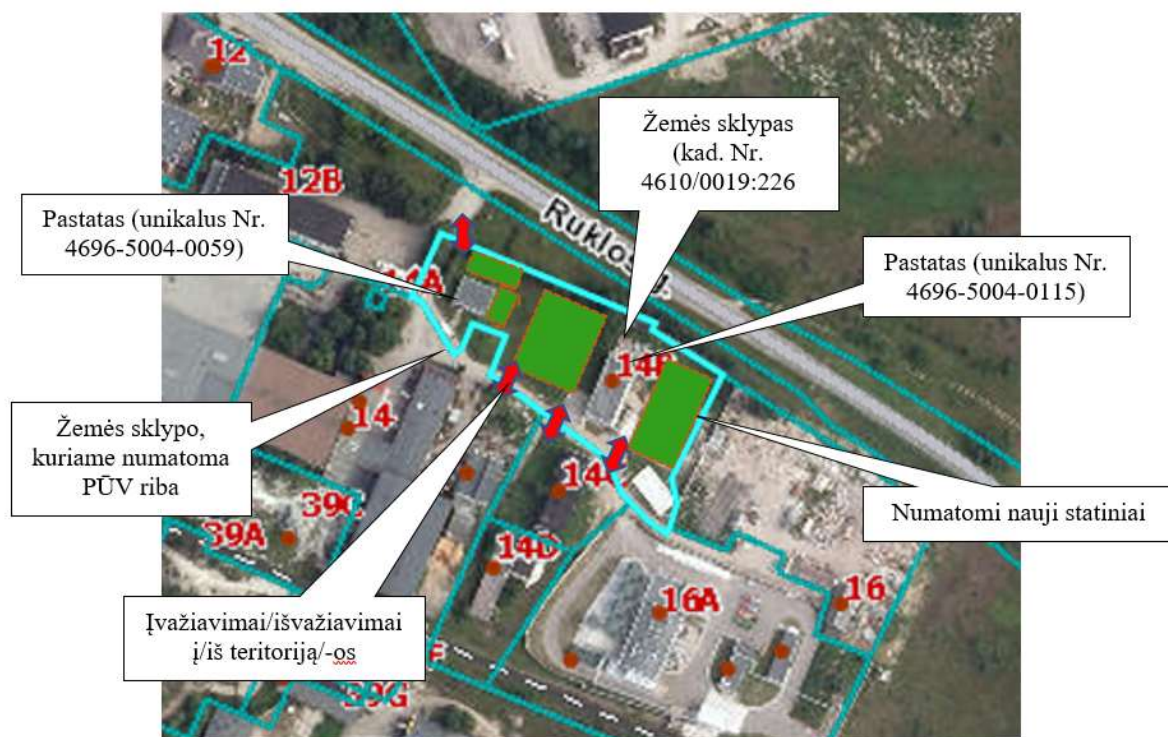 12
12B
Žemės sklypas
(kad. Nr.
4610/0019:226
Ruklos
Pastatas (unikalus Nr.
4696-5004-0059)
Pastatas (unikalus Nr.
4696-5004-0115)
14A
14
Žemės sklypo,
kuriame numatoma
PŪV riba
Numatomi nauji statiniai
39C
39A
14D
16
16A
Įvažiavimai/išvažiavimai
į/iš teritoriją/-os
39G